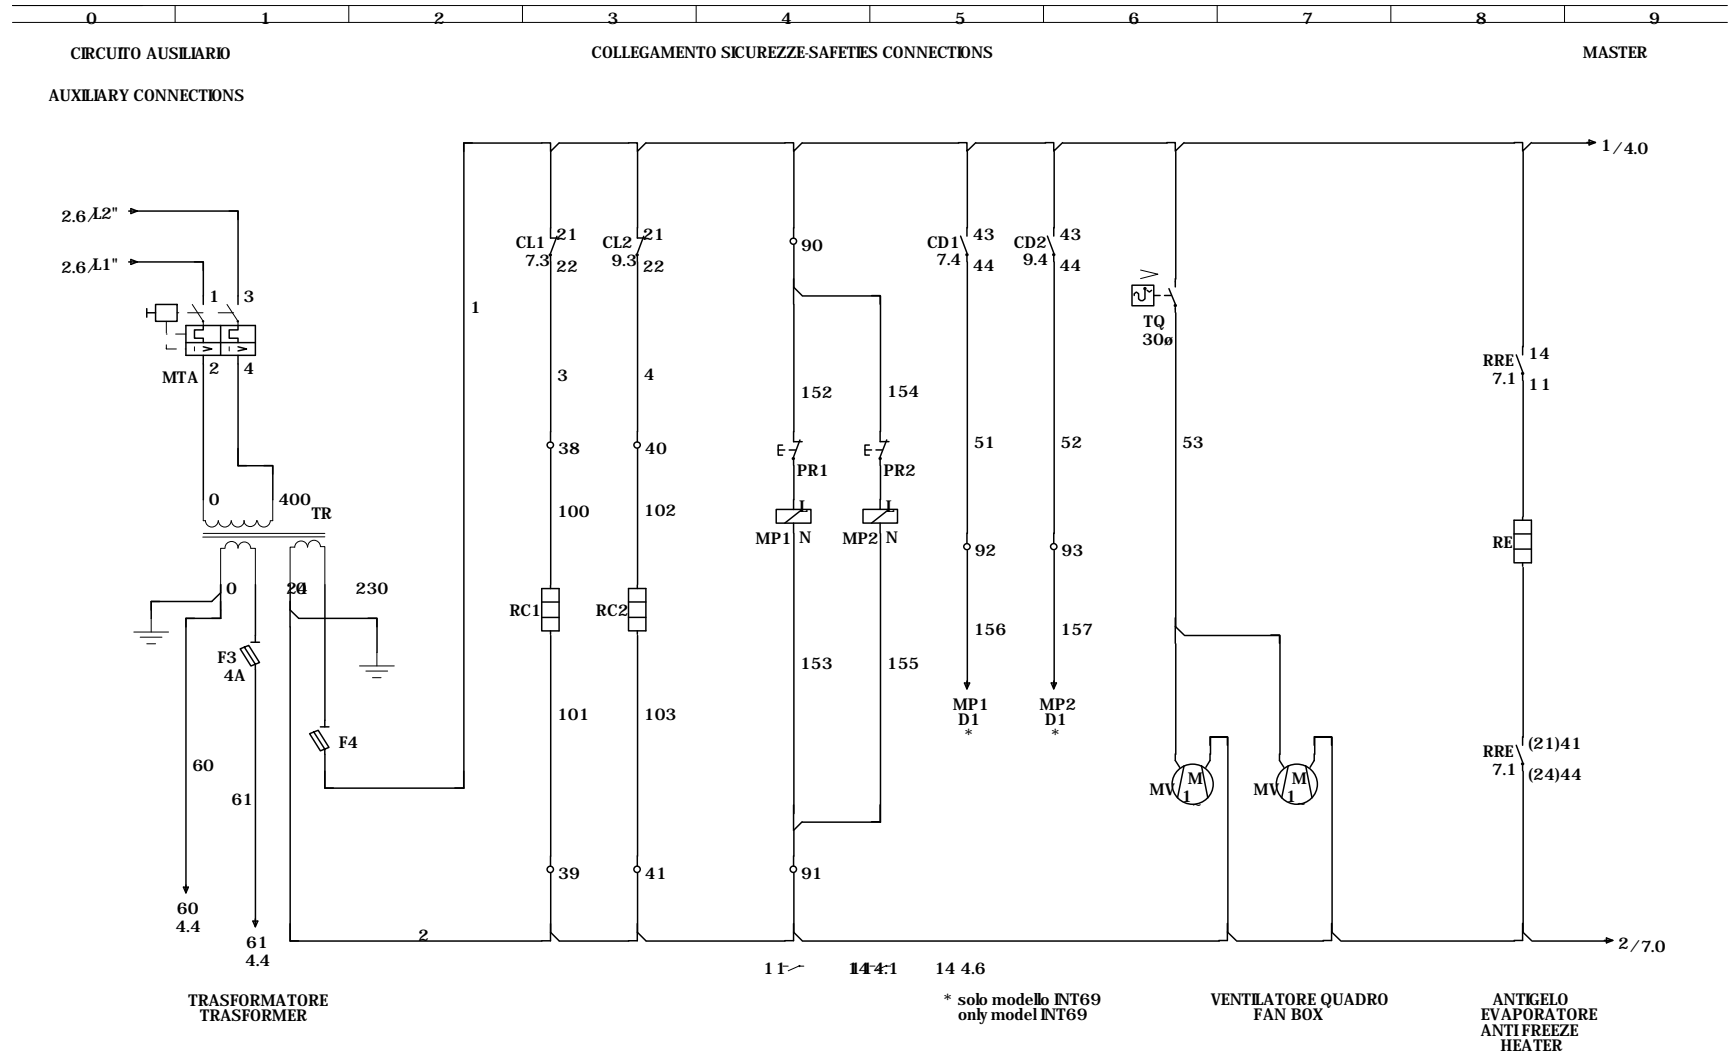 0 1 2 3 4 5 6 7 8 9
CIRCUITO AUSILIARIO
COLLEGAMENTO SICUREZZE-SAFETIES CONNECTIONS
MASTER
AUXILIARY CONNECTIONS
1 / 4.0
2.6 / L2"
2.6 / L1"
1 3
MTA
2 4
0 400
TR
0 24 0 230
F3
4A
F4
60
61
60
4.4
61
4.4
1
2
CL1
7.3
21
22
3
38
100
RC1
101
39
CL2
9.3
21
22
4
40
102
RC2
103
41
90
152
PR1
L
MP1 N
153
91
154
PR2
L
MP2 N
155
CD1
7.4
43
44
51
92
156
MP1
D1
*
CD2
9.4
43
44
52
93
157
MP2
D1
*
TQ
30ø
53
MV
M
1~
MV
M
1~
RRE
7.1
14
11
RE
RRE
7.1
(21)41
(24)44
2 / 7.0
11
14 4.6
TRASFORMATORE
TRASFORMER
* solo modello INT69
only model INT69
VENTILATORE QUADRO
FAN BOX
ANTIGELO
EVAPORATORE
ANTI FREEZE
HEATER